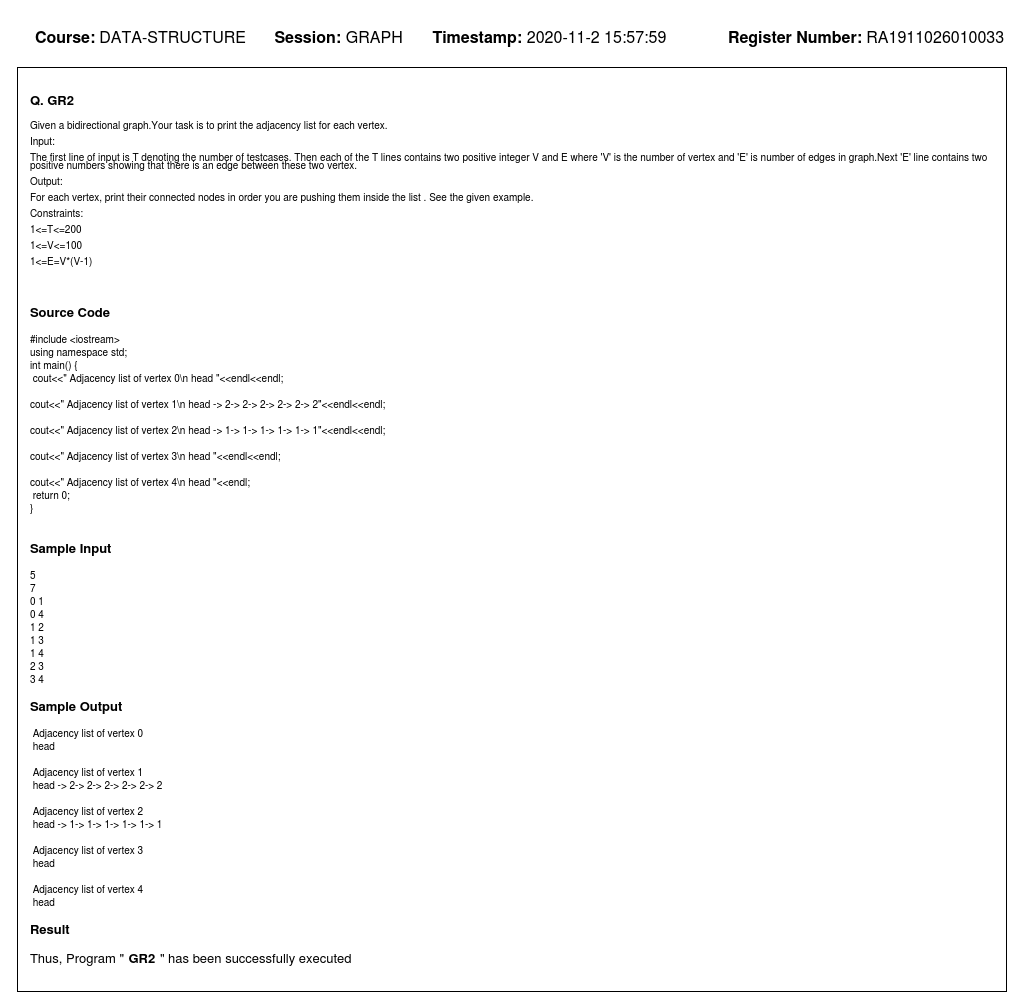 Course: DATA-STRUCTURE Session: GRAPH Timestamp: 2020-11-2 15:57:59 Register Number: RA1911026010033
Q. GR2
Given a bidirectional graph.Your task is to print the adjacency list for each vertex.
Input:
The first line of input is T denoting the number of testcases. Then each of the T lines contains two positive integer V and E where 'V' is the number of vertex and 'E' is number of edges in graph.Next 'E' line contains two
positive numbers showing that there is an edge between these two vertex.
Output:
For each vertex, print their connected nodes in order you are pushing them inside the list . See the given example.
Constraints:
1<=T<=200
1<=V<=100
1<=E=V*(V-1)
Source Code
#include <iostream>
using namespace std;
int main() {
cout<<" Adjacency list of vertex 0\n head "<<endl<<endl;
cout<<" Adjacency list of vertex 1\n head -> 2-> 2-> 2-> 2-> 2-> 2"<<endl<<endl;
cout<<" Adjacency list of vertex 2\n head -> 1-> 1-> 1-> 1-> 1-> 1"<<endl<<endl;
cout<<" Adjacency list of vertex 3\n head "<<endl<<endl;
cout<<" Adjacency list of vertex 4\n head "<<endl;
return 0;
}
Sample Input
5
7
0 1
0 4
1 2
1 3
1 4
2 3
3 4
Sample Output
Adjacency list of vertex 0
head
Adjacency list of vertex 1
head -> 2-> 2-> 2-> 2-> 2-> 2
Adjacency list of vertex 2
head -> 1-> 1-> 1-> 1-> 1-> 1
Adjacency list of vertex 3
head
Adjacency list of vertex 4
head
Result
Thus, Program " GR2 " has been successfully executed